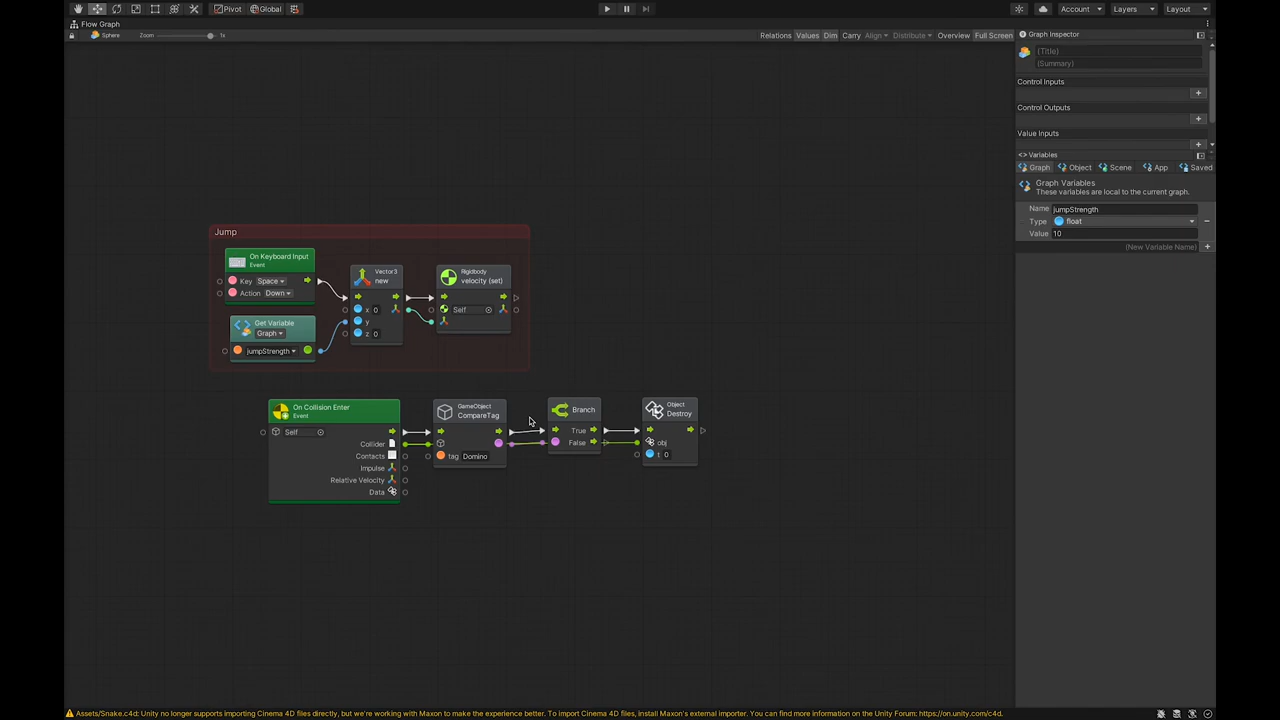 Pivot Global Account Layers Layout
Flow Graph
Sphere Zoom 1x Relations Values Dim Carry Align Distribute Overview Full Screen
Graph Inspector
(Title)
(Summary)
Control Inputs
+
Control Outputs
+
Value Inputs
+
<> Variables
Graph Object Scene App Saved
Graph Variables
These variables are local to the current graph.
Name jumpStrength
Type float
Value 10
(New Variable Name) +
Jump
On Keyboard Input
Event
Key Space
Action Down
Get Variable
Graph
jumpStrength
Vector3
new
x 0
y
z 0
Rigidbody
velocity (set)
Self
On Collision Enter
Event
Self
Collider
Contacts
Impulse
Relative Velocity
Data
GameObject
CompareTag
tag Domino
Branch
True
False
Object
Destroy
obj
t 0
Assets/Snake.c4d: Unity no longer supports importing Cinema 4D files directly, but we're working with Maxon to make the experience better. To import Cinema 4D files, install Maxon's external importer. You can find more information on the Unity Forum: https://on.unity.com/c4d.